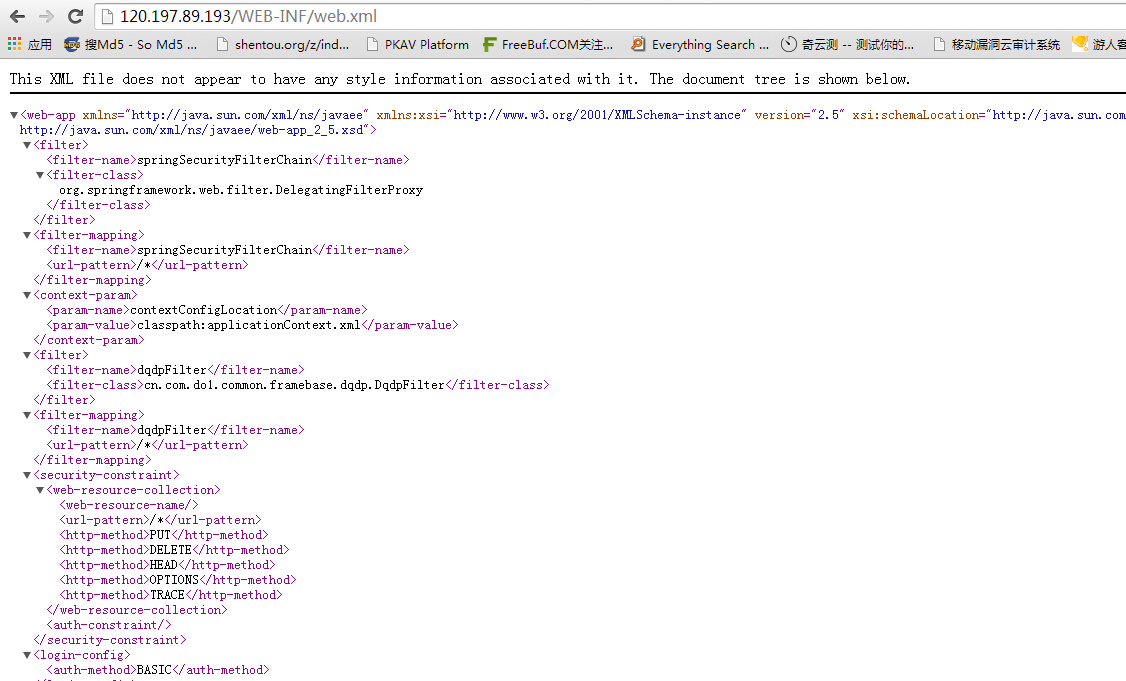 120.197.89.193/WEB-INF/web.xml
应用 搜Md5 - So Md5 ... shentou.org/z/ind... PKAV Platform FreeBuf.COM关注... Everything Search ... 奇云测 -- 测试你的... 移动漏洞云审计系统 游人客
This XML file does not appear to have any style information associated with it. The document tree is shown below.
▼<web-app xmlns="http://java.sun.com/xml/ns/javaee" xmlns:xsi="http://www.w3.org/2001/XMLSchema-instance" version="2.5" xsi:schemaLocation="http://java.sun.com
http://java.sun.com/xml/ns/javaee/web-app_2_5.xsd">
▼<filter>
<filter-name>springSecurityFilterChain</filter-name>
▼<filter-class>
org.springframework.web.filter.DelegatingFilterProxy
</filter-class>
</filter>
▼<filter-mapping>
<filter-name>springSecurityFilterChain</filter-name>
<url-pattern>/*</url-pattern>
</filter-mapping>
▼<context-param>
<param-name>contextConfigLocation</param-name>
<param-value>classpath:applicationContext.xml</param-value>
</context-param>
▼<filter>
<filter-name>dqdpFilter</filter-name>
<filter-class>cn.com.do1.common.framebase.dqdp.DqdpFilter</filter-class>
</filter>
▼<filter-mapping>
<filter-name>dqdpFilter</filter-name>
<url-pattern>/*</url-pattern>
</filter-mapping>
▼<security-constraint>
▼<web-resource-collection>
<web-resource-name/>
<url-pattern>/*</url-pattern>
<http-method>PUT</http-method>
<http-method>DELETE</http-method>
<http-method>HEAD</http-method>
<http-method>OPTIONS</http-method>
<http-method>TRACE</http-method>
</web-resource-collection>
<auth-constraint/>
</security-constraint>
▼<login-config>
<auth-method>BASIC</auth-method>